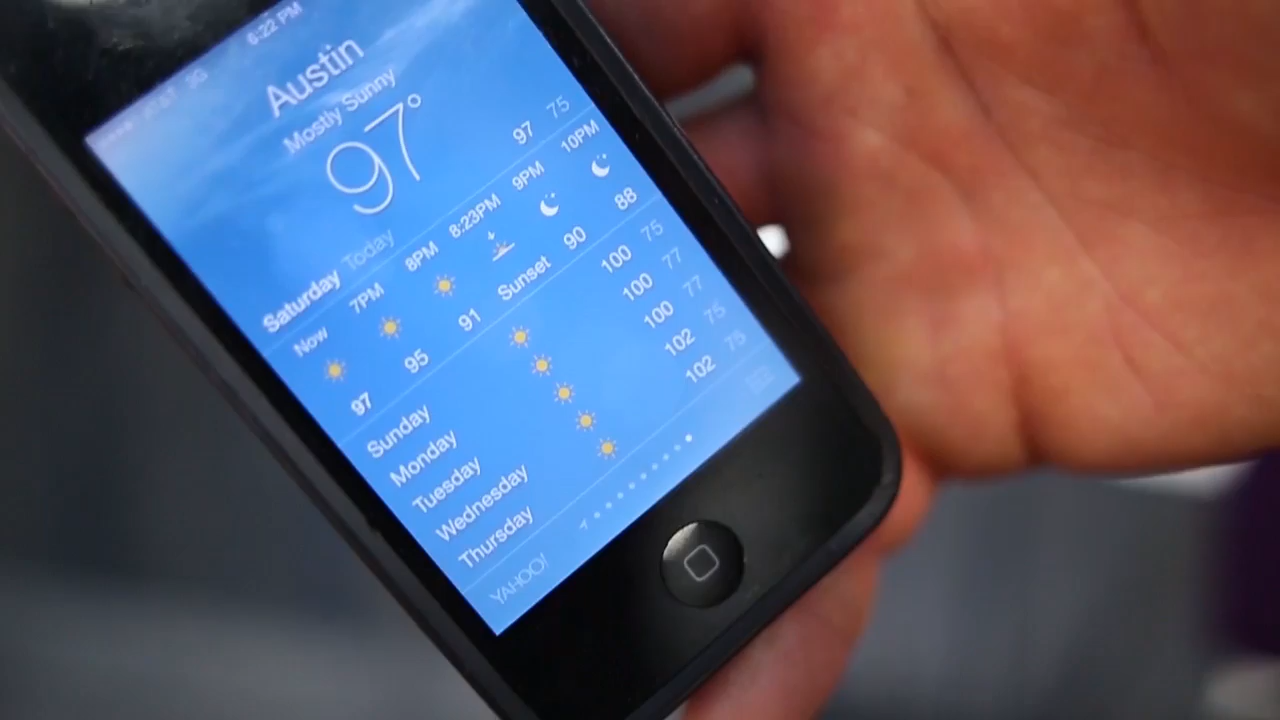 AT&T 3G 6:22 PM
Austin
Mostly Sunny
97°
Saturday Today 97 75
Now 7PM 8PM 8:23PM 9PM 10PM
97 95 91 Sunset 90 88
Sunday 100 75
Monday 100 77
Tuesday 100 77
Wednesday 102 75
Thursday 102 75
YAHOO!